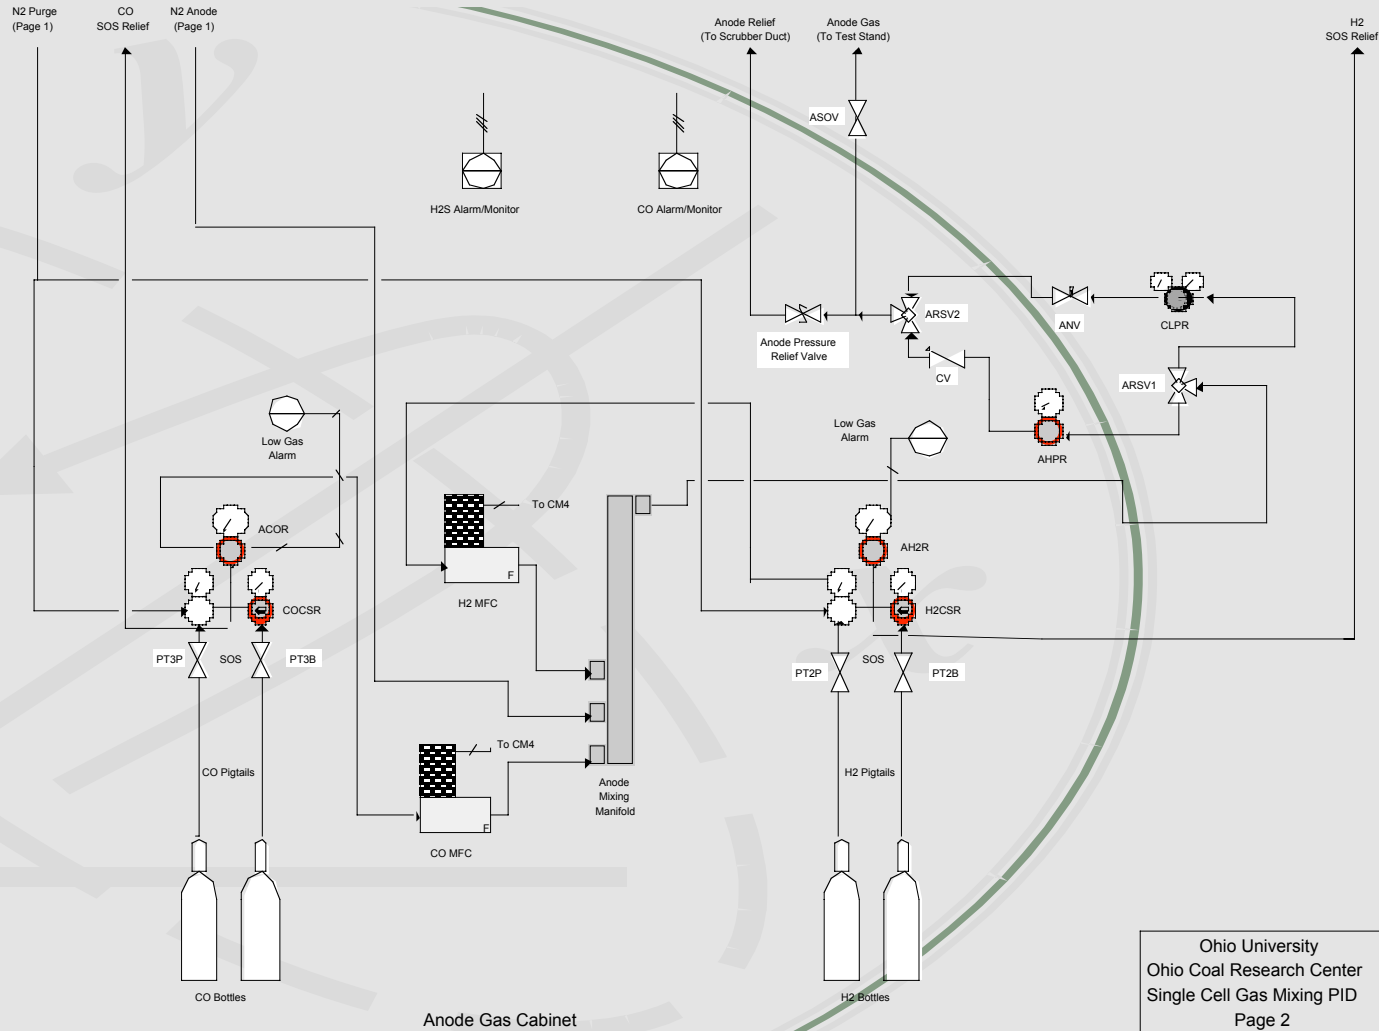 N2 Purge
(Page 1)
CO
SOS Relief
N2 Anode
(Page 1)
Anode Relief
(To Scrubber Duct)
Anode Gas
(To Test Stand)
H2
SOS Relief
ASOV
H2S Alarm/Monitor
CO Alarm/Monitor
ARSV2
ANV
CLPR
Anode Pressure
Relief Valve
CV
ARSV1
AHPR
Low Gas
Alarm
Low Gas
Alarm
ACOR
To CM4
F
H2 MFC
AH2R
COCSR
H2CSR
PT3P
SOS
PT3B
PT2P
SOS
PT2B
To CM4
F
CO MFC
CO Pigtails
Anode
Mixing
Manifold
H2 Pigtails
CO Bottles
H2 Bottles
Anode Gas Cabinet
Ohio University
Ohio Coal Research Center
Single Cell Gas Mixing PID
Page 2